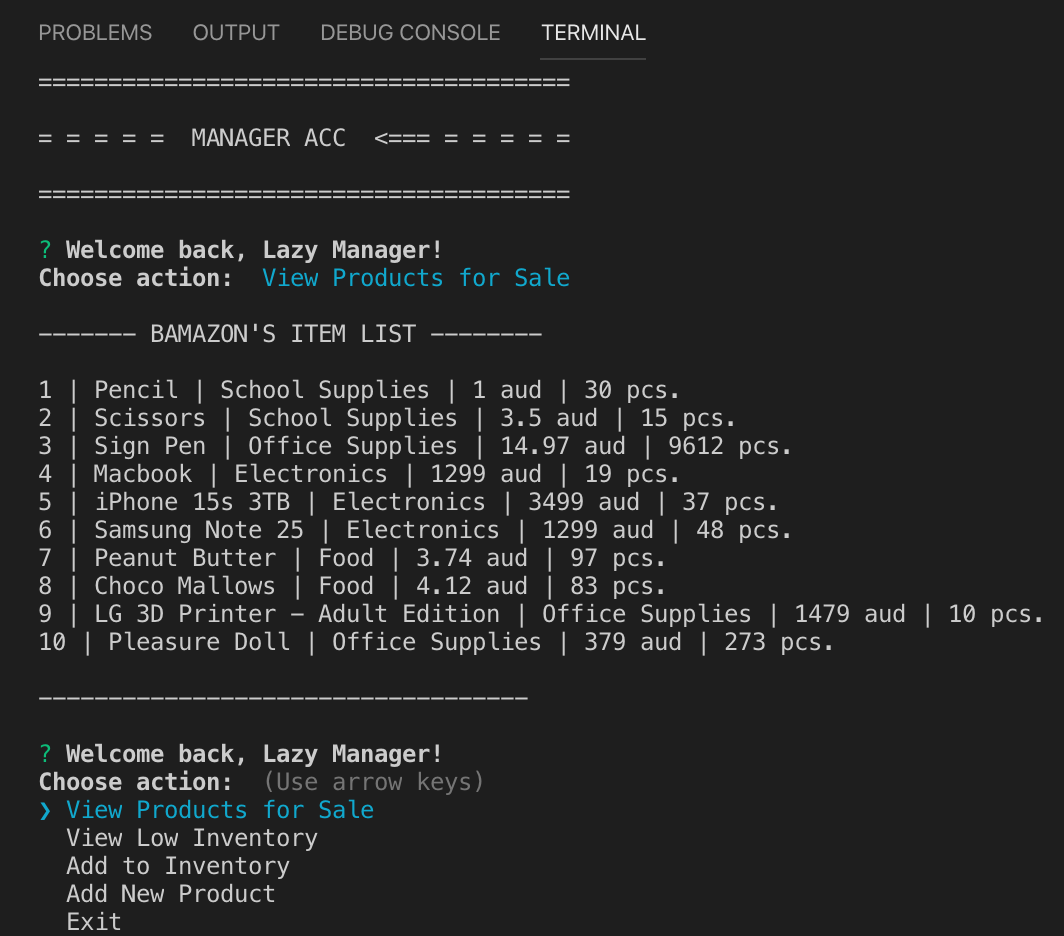 PROBLEMS OUTPUT DEBUG CONSOLE TERMINAL
======================================
= = = = =  MANAGER ACC  <=== = = = = =
======================================
? Welcome back, Lazy Manager!
Choose action:  View Products for Sale
------- BAMAZON'S ITEM LIST --------
1 | Pencil | School Supplies | 1 aud | 30 pcs.
2 | Scissors | School Supplies | 3.5 aud | 15 pcs.
3 | Sign Pen | Office Supplies | 14.97 aud | 9612 pcs.
4 | Macbook | Electronics | 1299 aud | 19 pcs.
5 | iPhone 15s 3TB | Electronics | 3499 aud | 37 pcs.
6 | Samsung Note 25 | Electronics | 1299 aud | 48 pcs.
7 | Peanut Butter | Food | 3.74 aud | 97 pcs.
8 | Choco Mallows | Food | 4.12 aud | 83 pcs.
9 | LG 3D Printer - Adult Edition | Office Supplies | 1479 aud | 10 pcs.
10 | Pleasure Doll | Office Supplies | 379 aud | 273 pcs.
-----------------------------------
? Welcome back, Lazy Manager!
Choose action:  (Use arrow keys)
❯ View Products for Sale
  View Low Inventory
  Add to Inventory
  Add New Product
  Exit